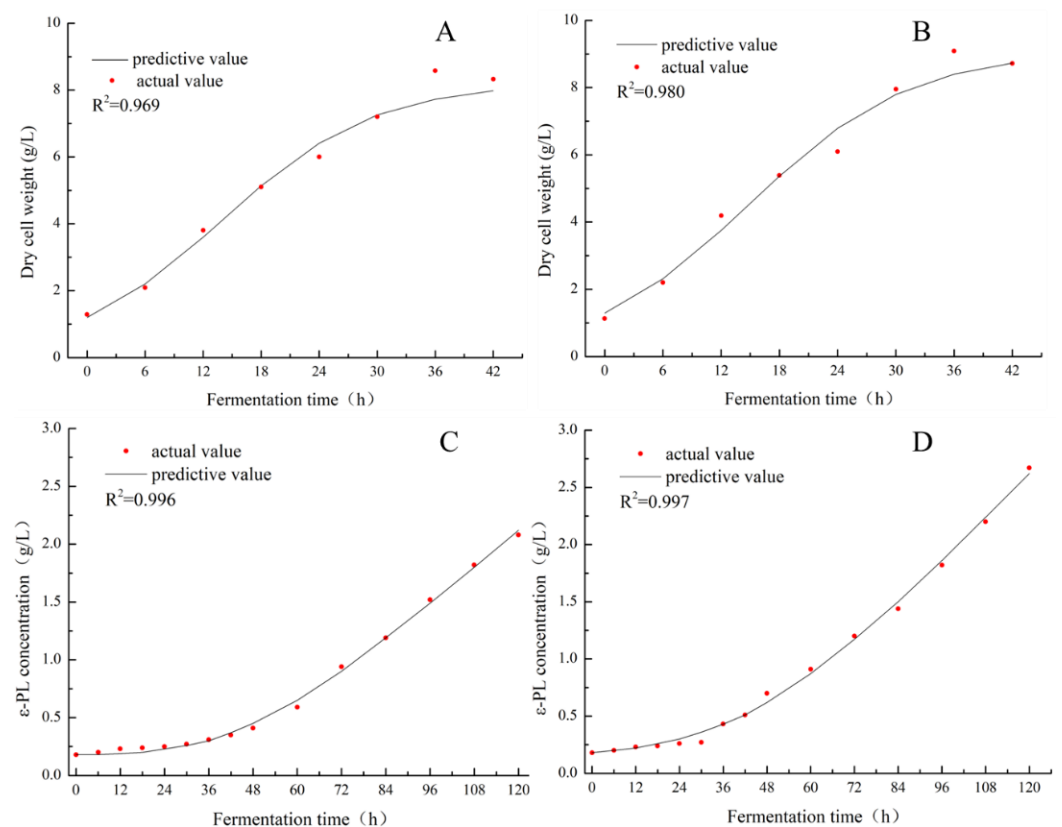 A
predictive value
actual value
R²=0.969
10
8
6
4
2
0
Dry cell weight (g/L)
0 6 12 18 24 30 36 42
Fermentation time（h）
B
predictive value
actual value
R²=0.980
10
8
6
4
2
0
Dry cell weight (g/L)
0 6 12 18 24 30 36 42
Fermentation time（h）
C
actual value
predictive value
R²=0.996
3.0
2.5
2.0
1.5
1.0
0.5
0.0
ε-PL concentration（g/L）
0 12 24 36 48 60 72 84 96 108 120
Fermentation time（h）
D
actual value
predictive value
R²=0.997
3.0
2.5
2.0
1.5
1.0
0.5
0.0
ε-PL concentration（g/L）
0 12 24 36 48 60 72 84 96 108 120
Fermentation time（h）